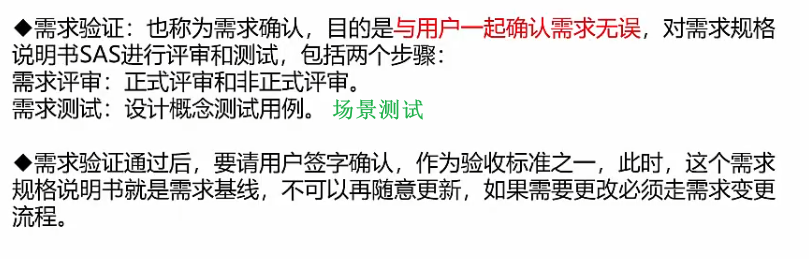 ◆需求验证：也称为需求确认，目的是与用户一起确认需求无误，对需求规格
说明书SAS进行评审和测试，包括两个步骤：
需求评审：正式评审和非正式评审。
需求测试：设计概念测试用例。 场景测试
◆需求验证通过后，要请用户签字确认，作为验收标准之一，此时，这个需求
规格说明书就是需求基线，不可以再随意更新，如果需要更改必须走需求变更
流程。